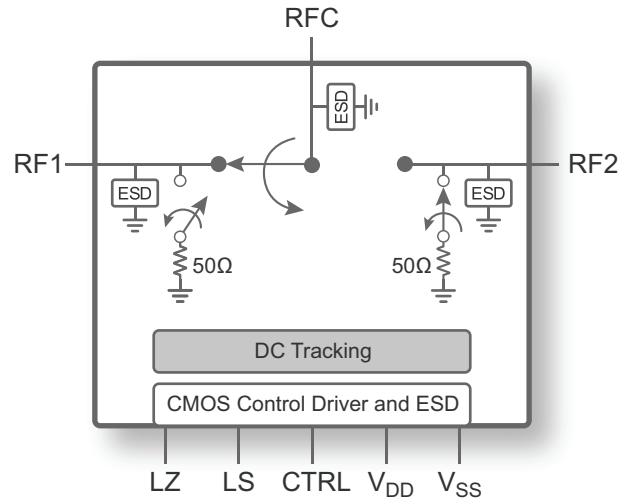 RFC
ESD
RF1
RF2
ESD
ESD
50Ω
50Ω
DC Tracking
CMOS Control Driver and ESD
LZ
LS
CTRL
VDD
VSS